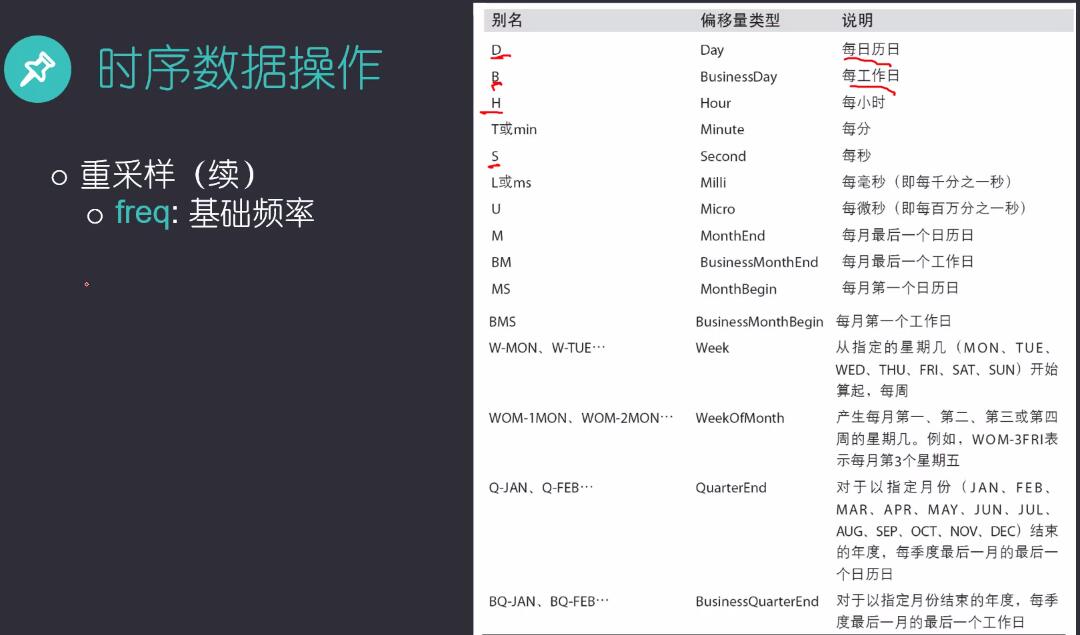 时序数据操作
○ 重采样（续）
○ freq: 基础频率
别名 偏移量类型 说明
D Day 每日历日
B BusinessDay 每工作日
H Hour 每小时
T或min Minute 每分
S Second 每秒
L或ms Milli 每毫秒（即每千分之一秒）
U Micro 每微秒（即每百万分之一秒）
M MonthEnd 每月最后一个日历日
BM BusinessMonthEnd 每月最后一个工作日
MS MonthBegin 每月第一个日历日
BMS BusinessMonthBegin 每月第一个工作日
W-MON、W-TUE… Week 从指定的星期几（MON、TUE、
WED、THU、FRI、SAT、SUN）开始
算起，每周
WOM-1MON、WOM-2MON… WeekOfMonth 产生每月第一、第二、第三或第四
周的星期几。例如，WOM-3FRI表
示每月第3个星期五
Q-JAN、Q-FEB… QuarterEnd 对于以指定月份（JAN、FEB、
MAR、APR、MAY、JUN、JUL、
AUG、SEP、OCT、NOV、DEC）结束
的年度，每季度最后一月的最后一
个日历日
BQ-JAN、BQ-FEB… BusinessQuarterEnd 对于以指定月份结束的年度，每季
度最后一月的最后一个工作日